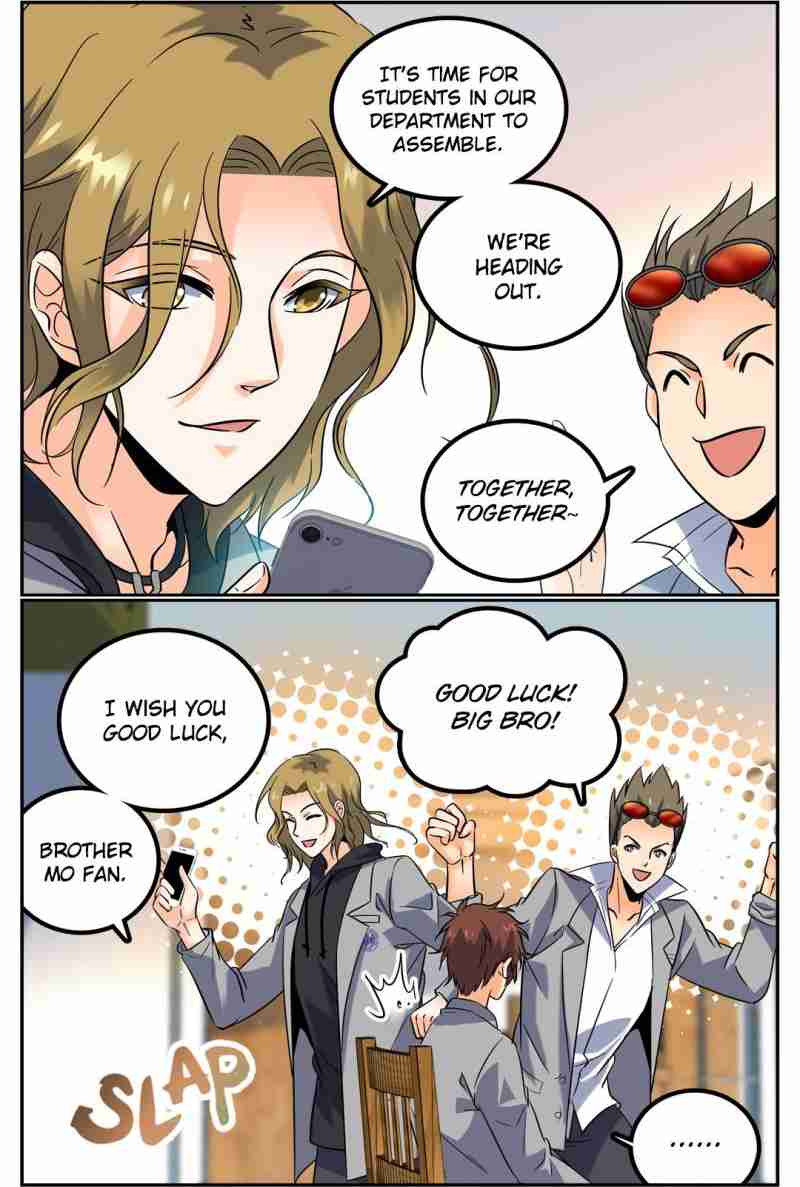 IT'S TIME FOR
STUDENTS IN OUR
DEPARTMENT TO
ASSEMBLE.
WE'RE
HEADING
OUT.
TOGETHER,
TOGETHER~
GOOD LUCK!
BIG BRO!
I WISH YOU
GOOD LUCK,
BROTHER
MO FAN.
SLAP
......